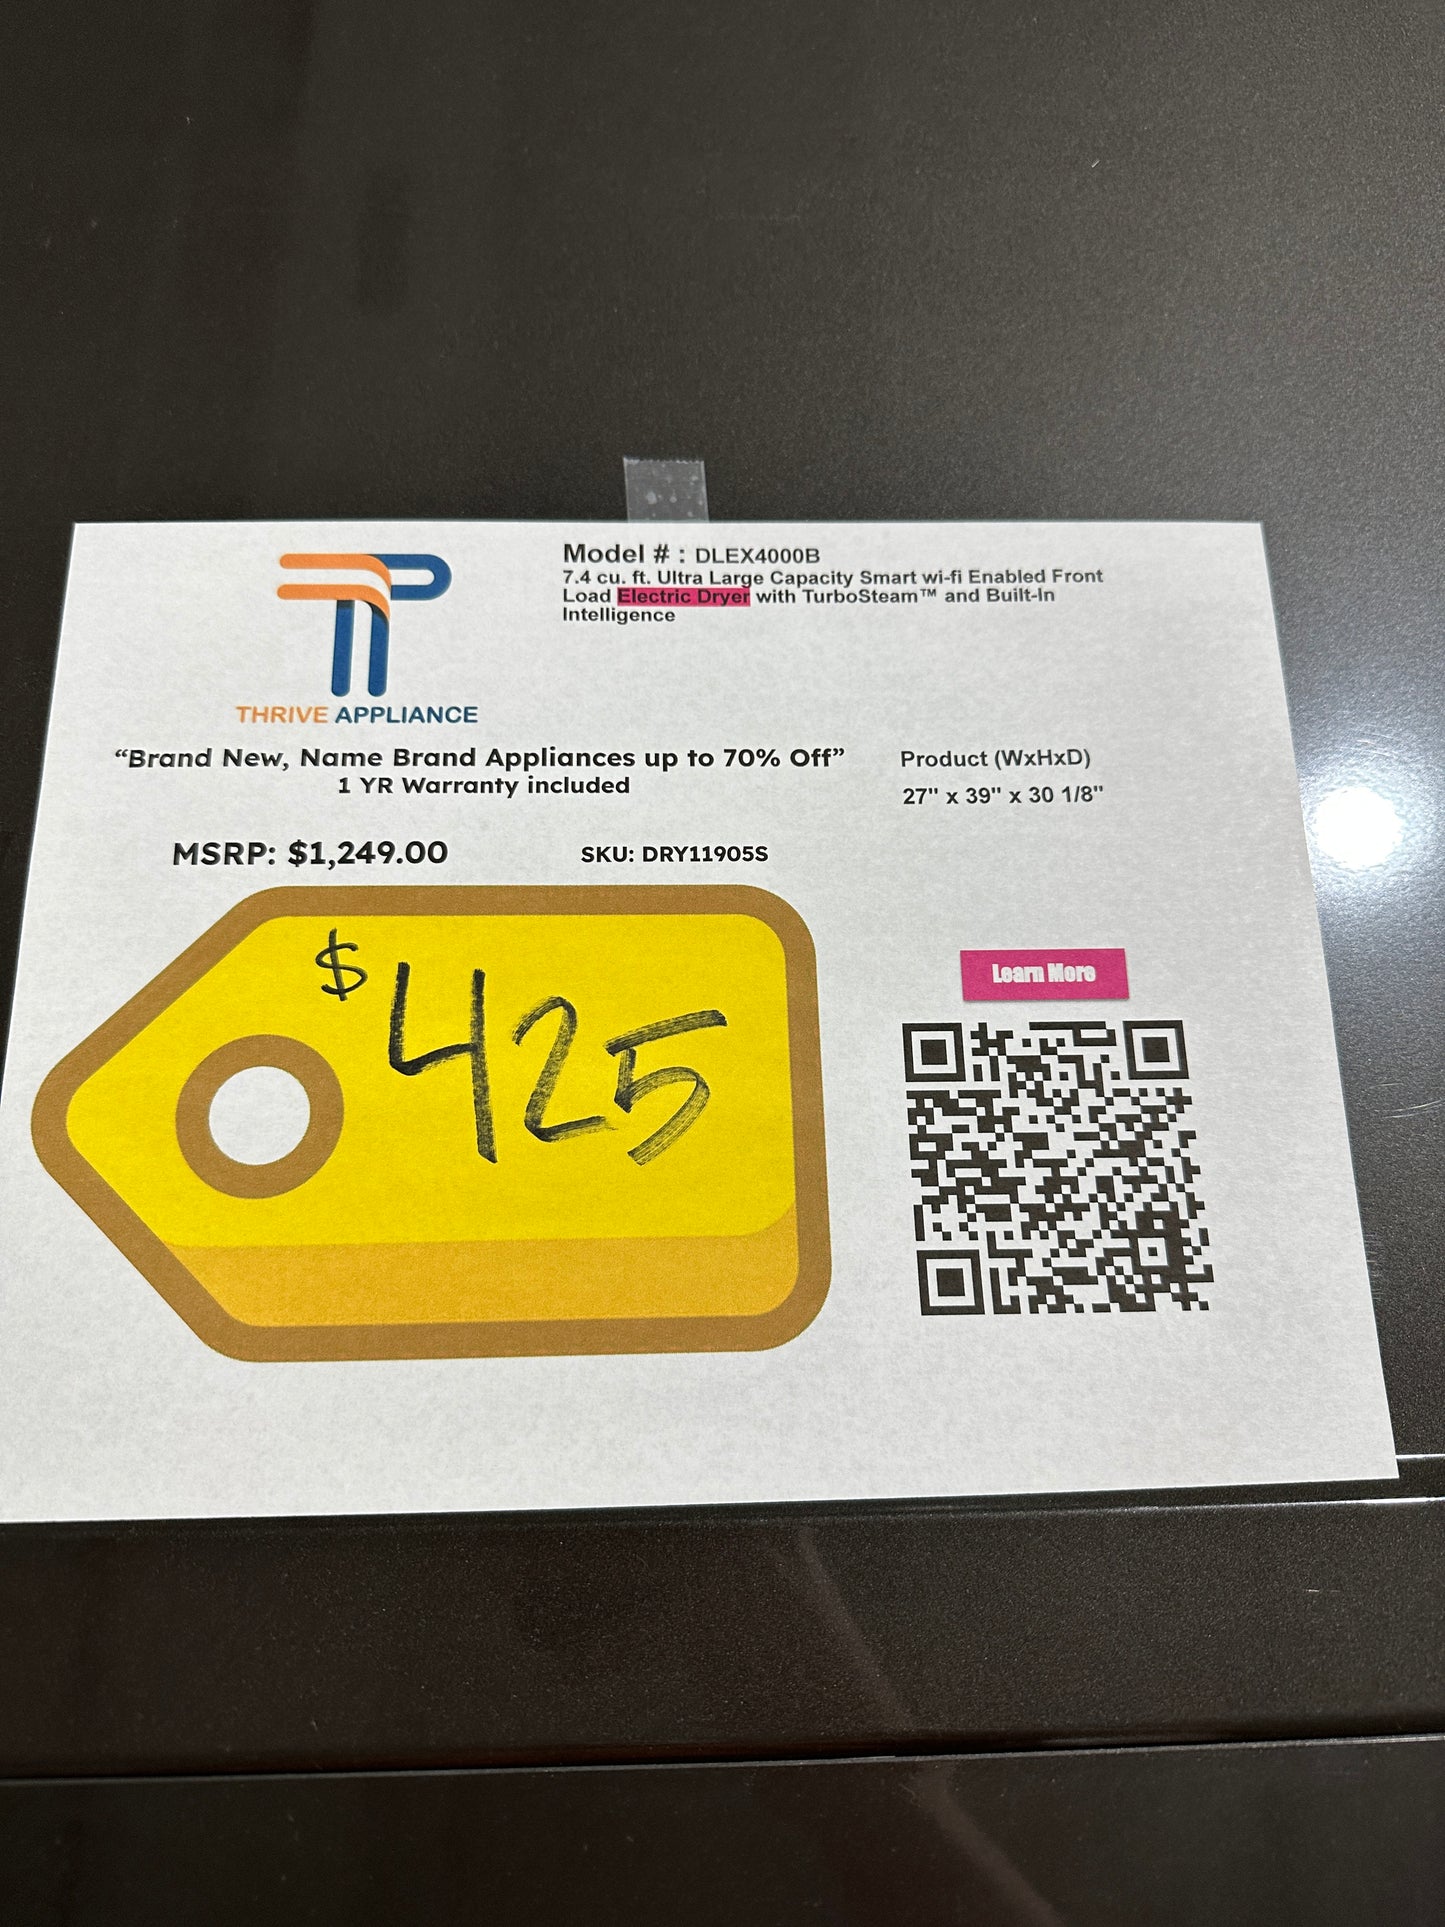 Model # : DLEX4000B
7.4 cu. ft. Ultra Large Capacity Smart wi-fi Enabled Front
Load Electric Dryer with TurboSteam™ and Built-In
Intelligence
THRIVE APPLIANCE
“Brand New, Name Brand Appliances up to 70% Off”
1 YR Warranty included
Product (WxHxD)
27" x 39" x 30 1/8"
MSRP: $1,249.00
SKU: DRY11905S
$425
Learn More